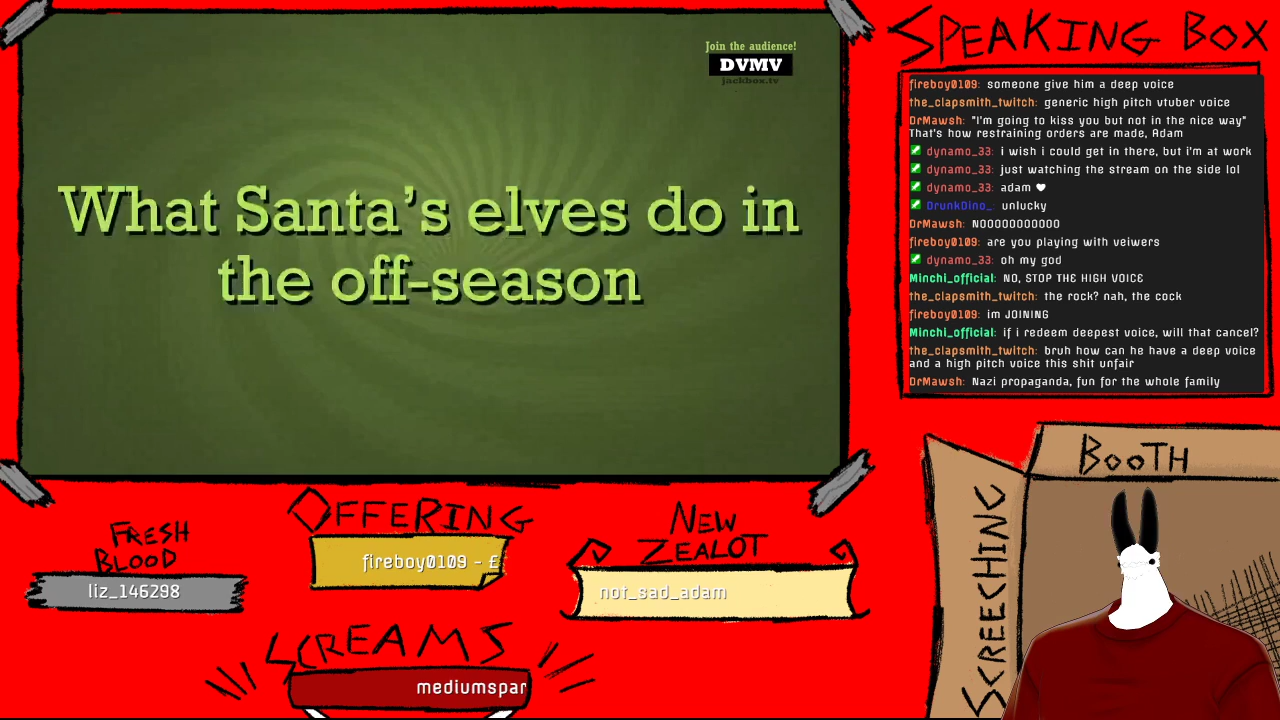 Join the audience!
DVMV
jackbox.tv
What Santa's elves do in
the off-season
SPEAKING BOX
fireboy0109: someone give him a deep voice
the_clapsmith_twitch: generic high pitch vtuber voice
DrMawsh: "I'm going to kiss you but not in the nice way"
That's how restraining orders are made, Adam
dynamo_33: i wish i could get in there, but i'm at work
dynamo_33: just watching the stream on the side lol
dynamo_33: adam ♥
DrunkDino_: unlucky
DrMawsh: NOOOOOOOOOOO
fireboy0109: are you playing with veiwers
dynamo_33: oh my god
Minchi_official: NO, STOP THE HIGH VOICE
the_clapsmith_twitch: the rock? nah, the cock
fireboy0109: im JOINING
Minchi_official: if i redeem deepest voice, will that cancel?
the_clapsmith_twitch: bruh how can he have a deep voice
and a high pitch voice this shit unfair
DrMawsh: Nazi propaganda, fun for the whole family
BOOTH
SCREECHING
FRESH
BLOOD
liz_146298
OFFERING
fireboy0109 - £
NEW
ZEALOT
not_sad_adam
SCREAMS
mediumspar